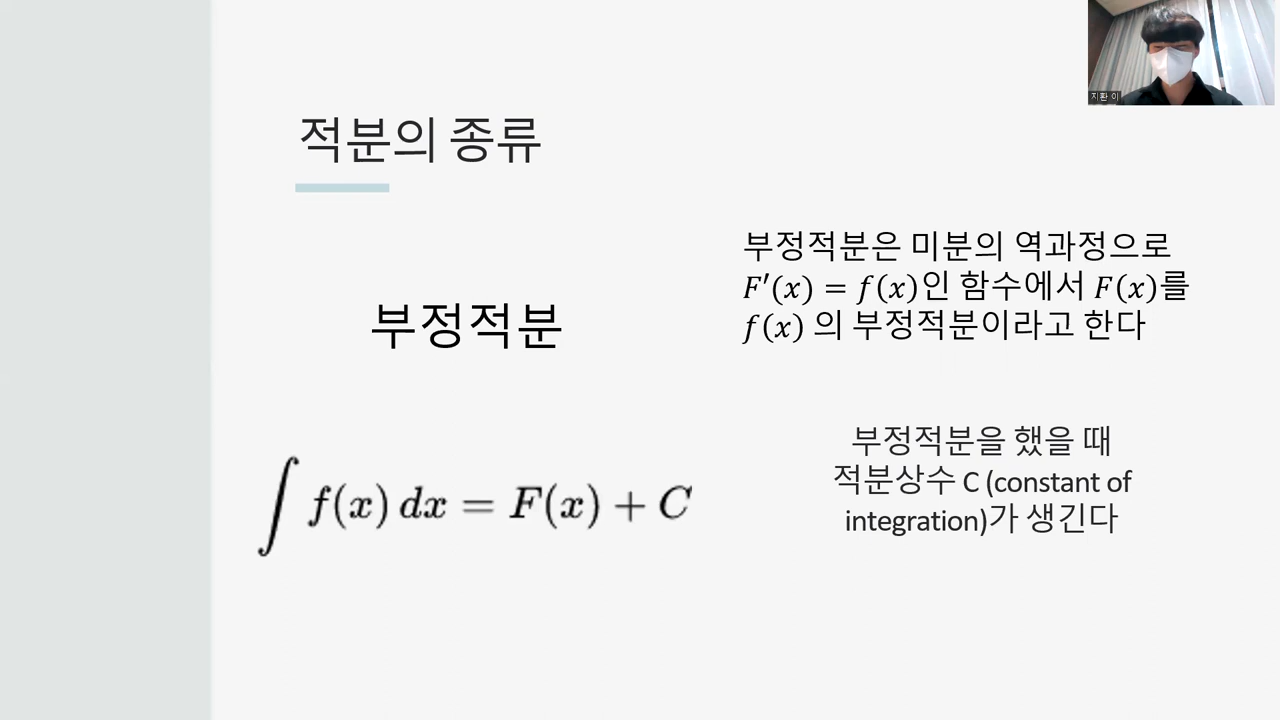 적분의 종류
부정적분
부정적분은 미분의 역과정으로
F′(x) = f(x)인 함수에서 F(x)를
f(x) 의 부정적분이라고 한다
∫ f(x) dx = F(x) + C
부정적분을 했을 때
적분상수 C (constant of
integration)가 생긴다
지환 이